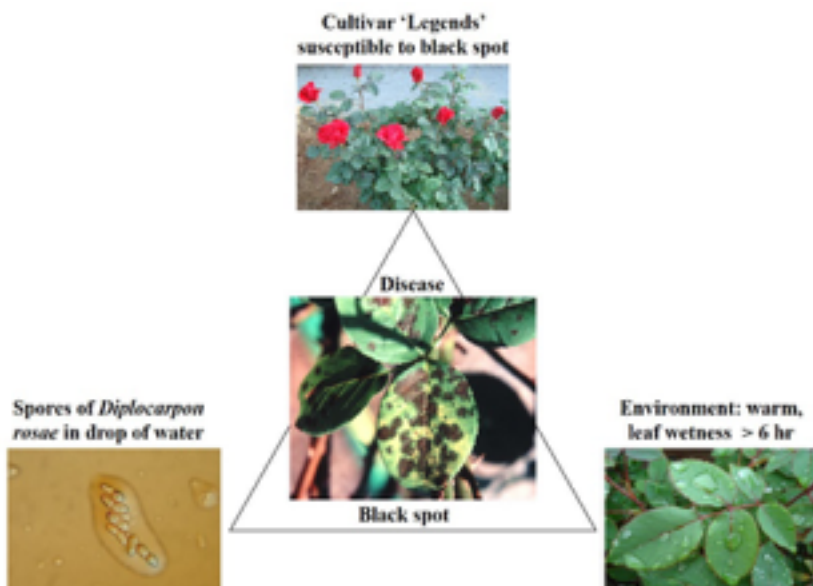 Cultivar ‘Legends’
susceptible to black spot
Disease
Spores of Diplocarpon
rosae in drop of water
Environment: warm,
leaf wetness > 6 hr
Black spot